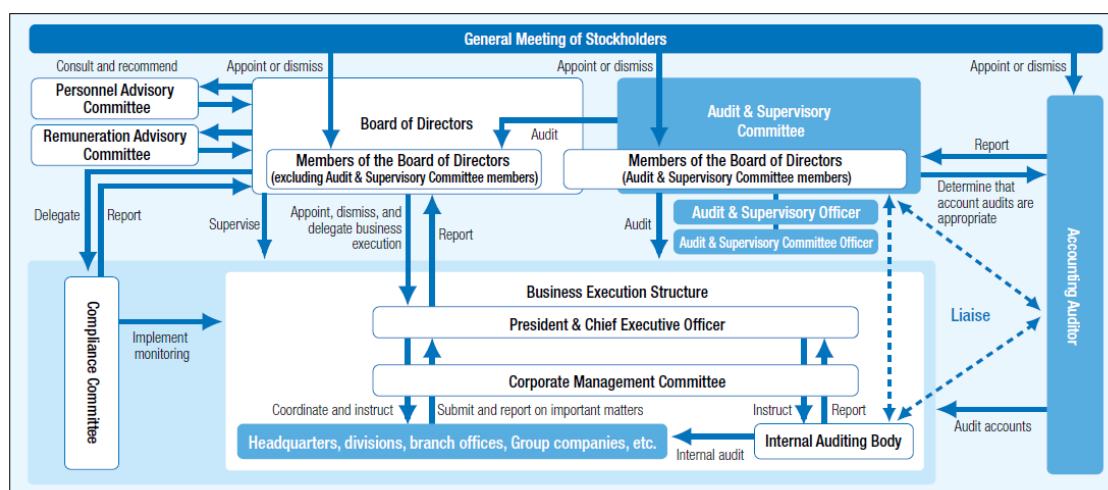 General Meeting of Stockholders
Consult and recommend
Appoint or dismiss
Appoint or dismiss
Appoint or dismiss
Personnel Advisory
Committee
Remuneration Advisory
Committee
Board of Directors
Audit & Supervisory
Committee
Audit
Members of the Board of Directors
(excluding Audit & Supervisory Committee members)
Members of the Board of Directors
(Audit & Supervisory Committee members)
Report
Determine that
account audits are
appropriate
Delegate
Report
Supervise
Appoint, dismiss, and
delegate business
execution
Report
Audit
Audit & Supervisory Officer
Audit & Supervisory Committee Officer
Accounting Auditor
Compliance Committee
Implement
monitoring
Business Execution Structure
President & Chief Executive Officer
Liaise
Corporate Management Committee
Coordinate and instruct
Submit and report on important matters
Instruct
Report
Headquarters, divisions, branch offices, Group companies, etc.
Internal audit
Internal Auditing Body
Audit accounts